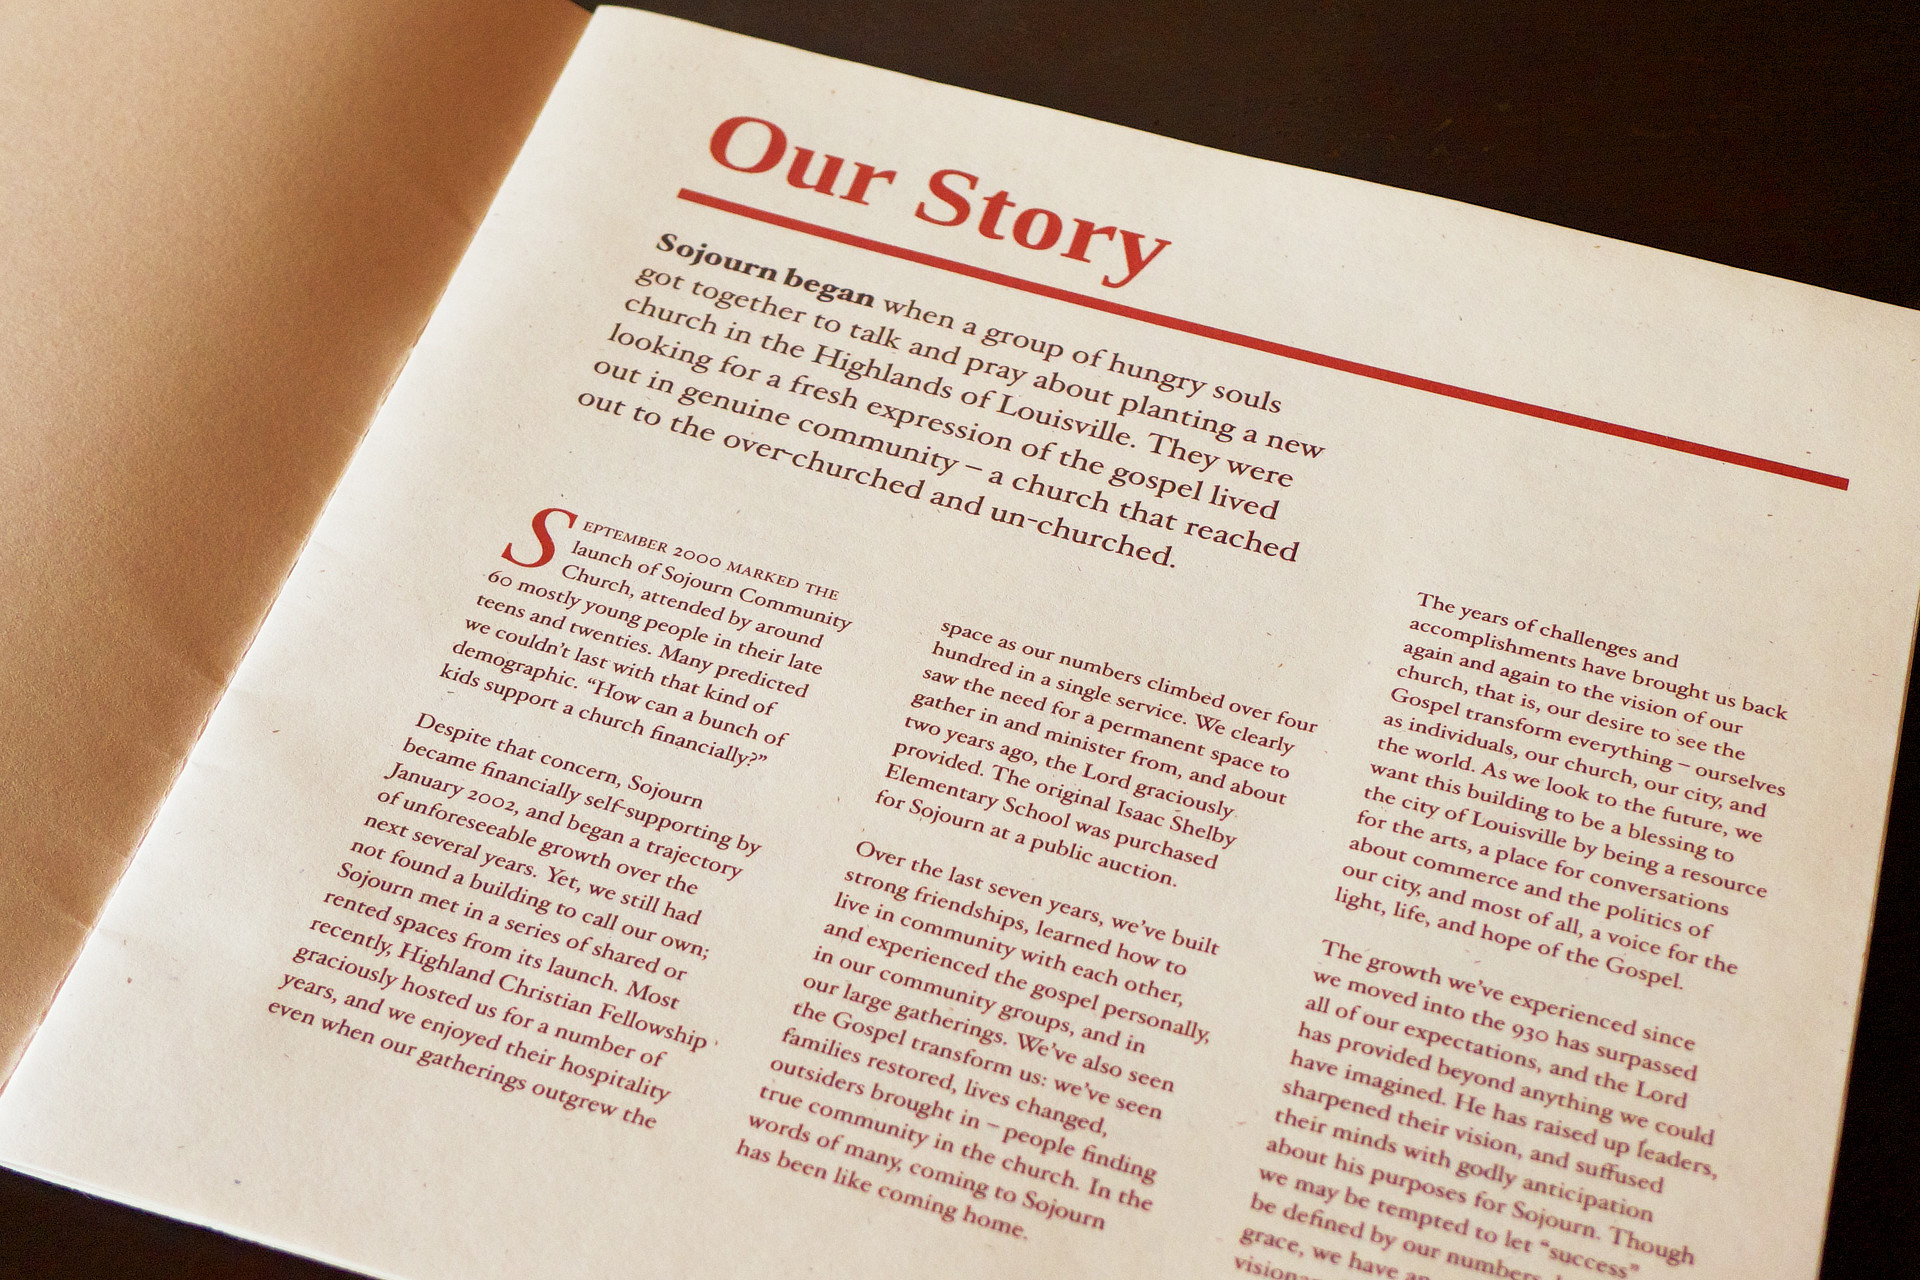 Our Story
Sojourn began when a group of hungry souls
got together to talk and pray about planting a new
church in the Highlands of Louisville. They were
looking for a fresh expression of the gospel lived
out in genuine community – a church that reached
out to the over-churched and un-churched.
SEPTEMBER 2000 MARKED THE
launch of Sojourn Community
Church, attended by around
60 mostly young people in their late
teens and twenties. Many predicted
we couldn't last with that kind of
demographic. “How can a bunch of
kids support a church financially?”
Despite that concern, Sojourn
became financially self-supporting by
January 2002, and began a trajectory
of unforeseeable growth over the
next several years. Yet, we still had
not found a building to call our own;
Sojourn met in a series of shared or
rented spaces from its launch. Most
recently, Highland Christian Fellowship
graciously hosted us for a number of
years, and we enjoyed their hospitality
even when our gatherings outgrew the
space as our numbers climbed over four
hundred in a single service. We clearly
saw the need for a permanent space to
gather in and minister from, and about
two years ago, the Lord graciously
provided. The original Isaac Shelby
Elementary School was purchased
for Sojourn at a public auction.
Over the last seven years, we've built
strong friendships, learned how to
live in community with each other,
and experienced the gospel personally,
in our community groups, and in
our large gatherings. We've also seen
the Gospel transform us: we've seen
families restored, lives changed,
outsiders brought in – people finding
true community in the church. In the
words of many, coming to Sojourn
has been like coming home.
The years of challenges and
accomplishments have brought us back
again and again to the vision of our
church, that is, our desire to see the
Gospel transform everything – ourselves
as individuals, our church, our city, and
the world. As we look to the future, we
want this building to be a blessing to
the city of Louisville by being a resource
for the arts, a place for conversations
about commerce and the politics of
our city, and most of all, a voice for the
light, life, and hope of the Gospel.
The growth we've experienced since
we moved into the 930 has surpassed
all of our expectations, and the Lord
has provided beyond anything we could
have imagined. He has raised up leaders,
sharpened their vision, and suffused
their minds with godly anticipation
about his purposes for Sojourn. Though
we may be tempted to let “success”
be defined by our numbers,
grace, we have